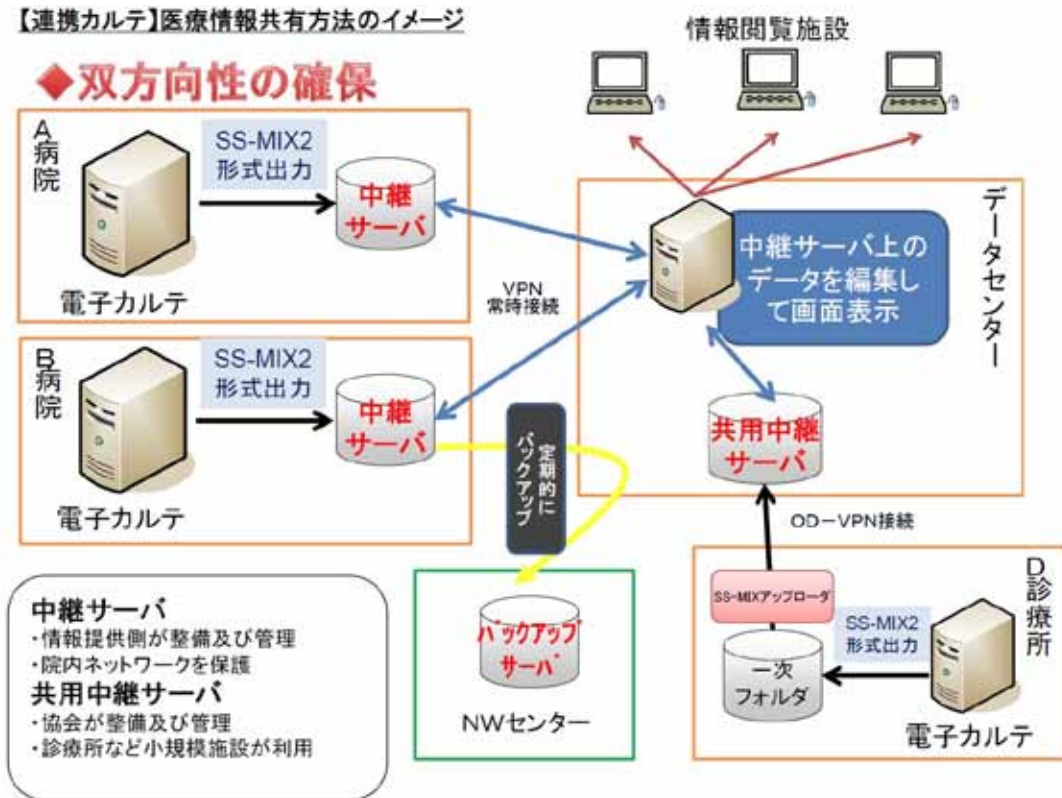 【連携カルテ】医療情報共有方法のイメージ
◆双方向性の確保
情報閲覧施設
A病院
SS-MIX2
形式出力
中継
サーバ
電子カルテ
B病院
SS-MIX2
形式出力
中継
サーバ
電子カルテ
VPN
常時接続
データセンター
中継サーバ上の
データを編集し
て画面表示
共用中継
サーバ
定期的に
バックアップ
OD－VPN接続
D診療所
SS-MIXアップローダ
SS-MIX2
形式出力
一次
フォルダ
電子カルテ
バックアップ
サーバ
NWセンター
中継サーバ
・情報提供側が整備及び管理
・院内ネットワークを保護
共用中継サーバ
・協会が整備及び管理
・診療所など小規模施設が利用